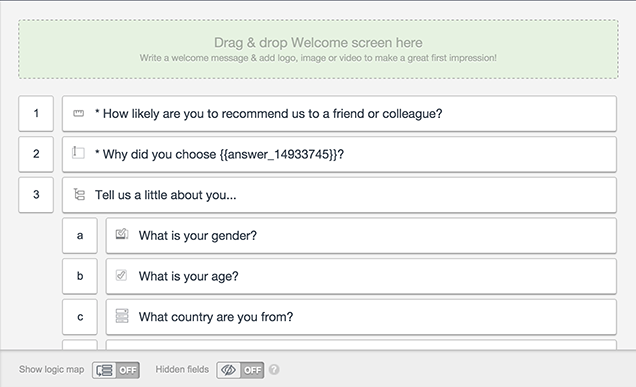 Drag & drop Welcome screen here
Write a welcome message & add logo, image or video to make a great first impression!
1
* How likely are you to recommend us to a friend or colleague?
2
* Why did you choose {{answer_14933745}}?
3
Tell us a little about you...
a
What is your gender?
b
What is your age?
c
What country are you from?
Show logic map OFF Hidden fields OFF ?